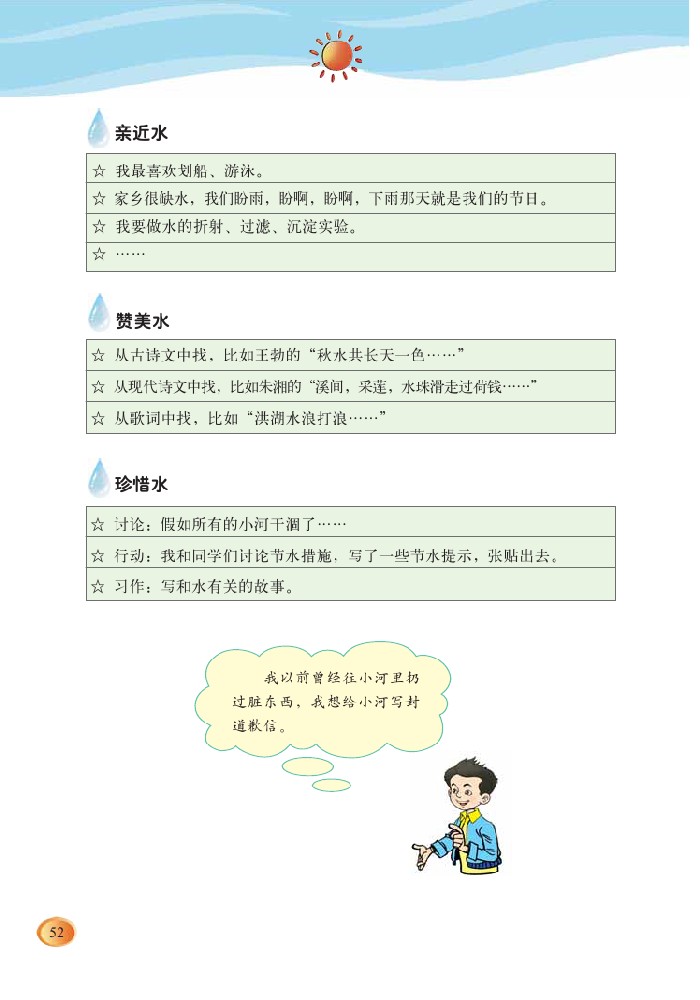 亲近水
☆ 我最喜欢划船、游泳。
☆ 家乡很缺水，我们盼雨，盼啊，盼啊，下雨那天就是我们的节日。
☆ 我要做水的折射、过滤、沉淀实验。
☆ ……
赞美水
☆ 从古诗文中找，比如王勃的“秋水共长天一色……”
☆ 从现代诗文中找，比如朱湘的“溪间，采莲，水珠滑走过荷钱……”
☆ 从歌词中找，比如“洪湖水浪打浪……”
珍惜水
☆ 讨论：假如所有的小河干涸了……
☆ 行动：我和同学们讨论节水措施，写了一些节水提示，张贴出去。
☆ 习作：写和水有关的故事。
我以前曾经往小河里扔
过脏东西，我想给小河写封
道歉信。
52